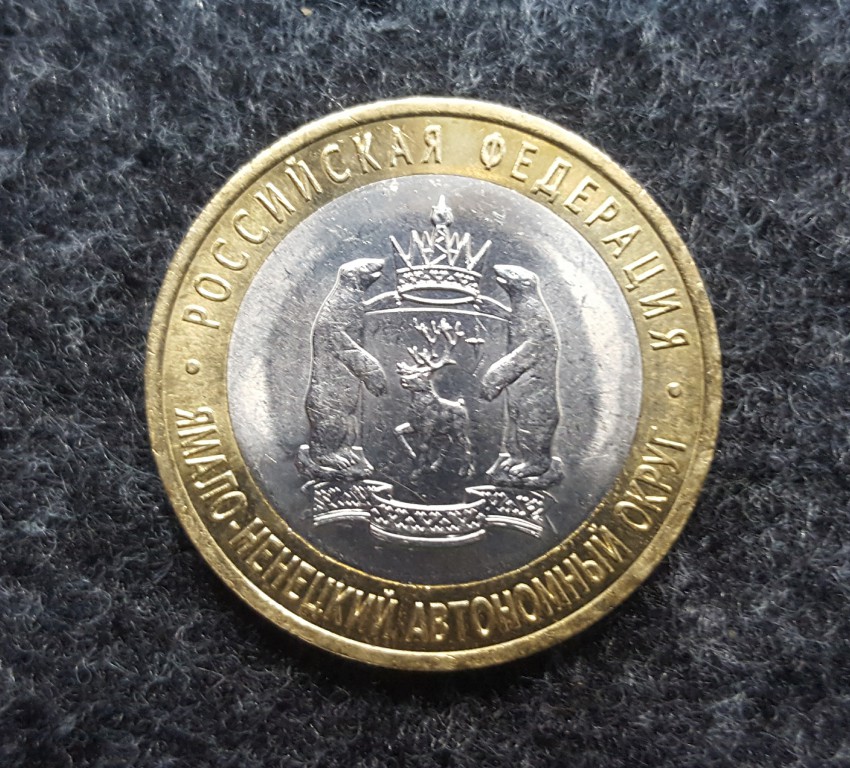 РОССИЙСКАЯ ФЕДЕРАЦИЯ
ЯМАЛО-НЕНЕЦКИЙ АВТОНОМНЫЙ ОКРУГ